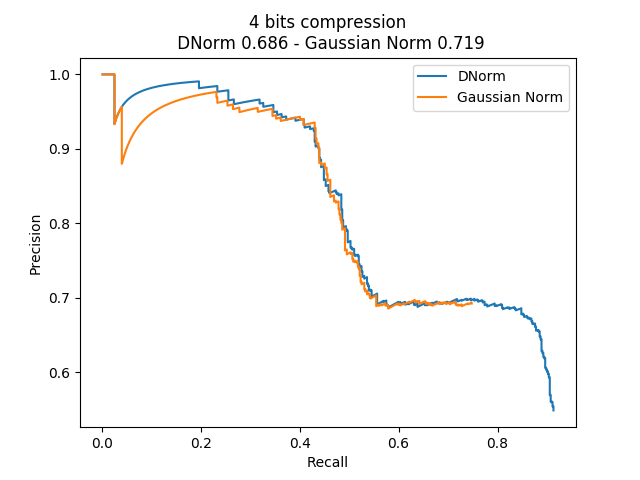 4 bits compression
DNorm 0.686 - Gaussian Norm 0.719
DNorm
Gaussian Norm
Precision
1.0
0.9
0.8
0.7
0.6
0.0 0.2 0.4 0.6 0.8
Recall